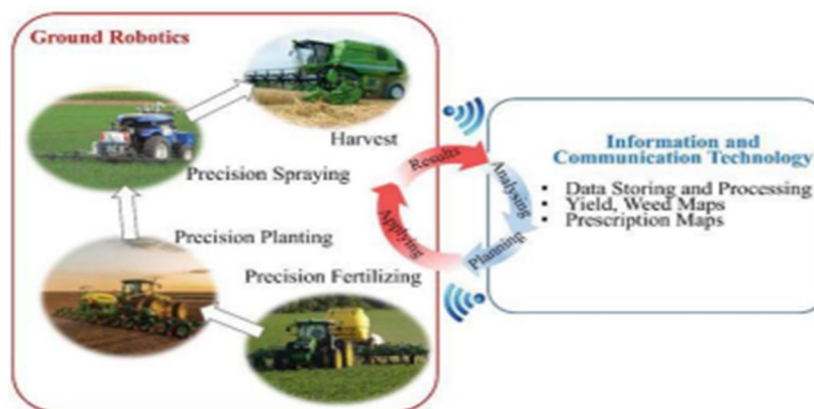 Ground Robotics
Harvest
Precision Spraying
Precision Planting
Precision Fertilizing
Results
Analysing
Planning
Applying
Information and
Communication Technology
• Data Storing and Processing
• Yield, Weed Maps
• Prescription Maps